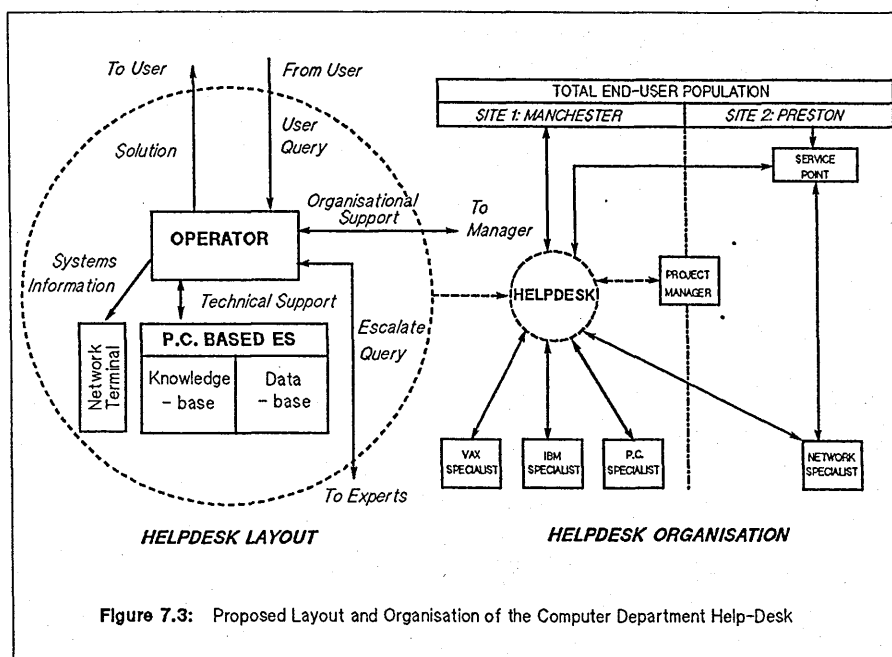 To User
From User
User
Query
Solution
Organisational
Support
To
Manager
OPERATOR
Systems
Information
Technical Support
Escalate
Query
Network
Terminal
P.C. BASED ES
Knowledge
- base
Data
- base
To Experts
HELPDESK LAYOUT
TOTAL END-USER POPULATION
SITE 1: MANCHESTER
SITE 2: PRESTON
SERVICE
POINT
HELPDESK
PROJECT
MANAGER
VAX
SPECIALIST
IBM
SPECIALIST
P.C.
SPECIALIST
NETWORK
SPECIALIST
HELPDESK ORGANISATION
Figure 7.3: Proposed Layout and Organisation of the Computer Department Help-Desk